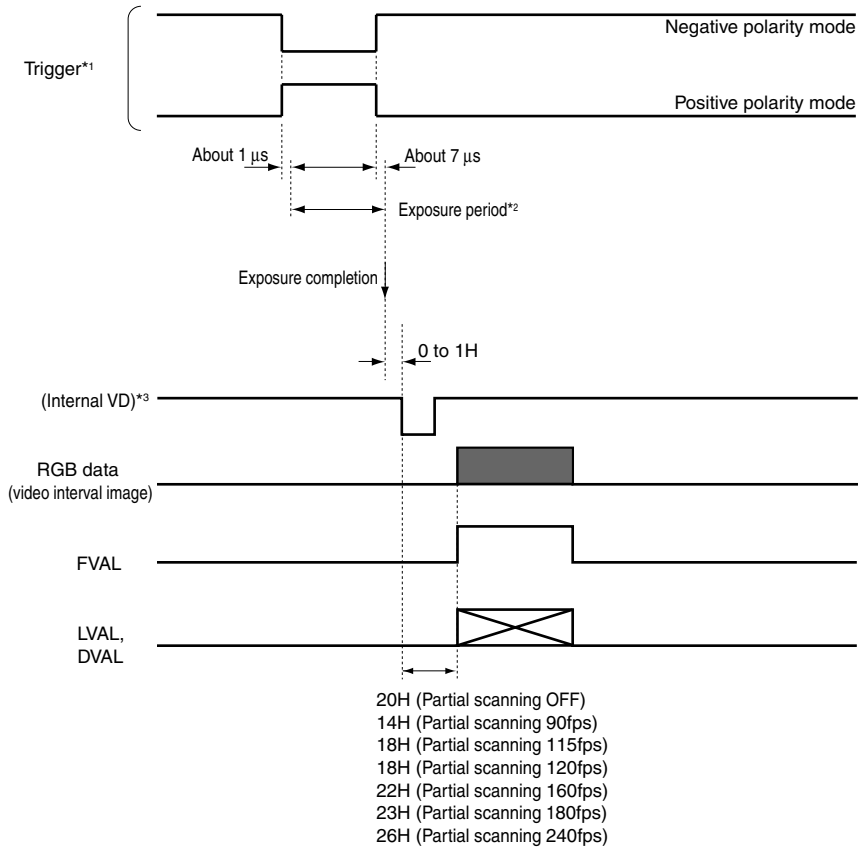 Negative polarity mode
Trigger*1
Positive polarity mode
About 1 μs
About 7 μs
Exposure period*2
Exposure completion
0 to 1H
(Internal VD)*3
RGB data
(video interval image)
FVAL
LVAL,
DVAL
20H (Partial scanning OFF)
14H (Partial scanning 90fps)
18H (Partial scanning 115fps)
18H (Partial scanning 120fps)
22H (Partial scanning 160fps)
23H (Partial scanning 180fps)
26H (Partial scanning 240fps)